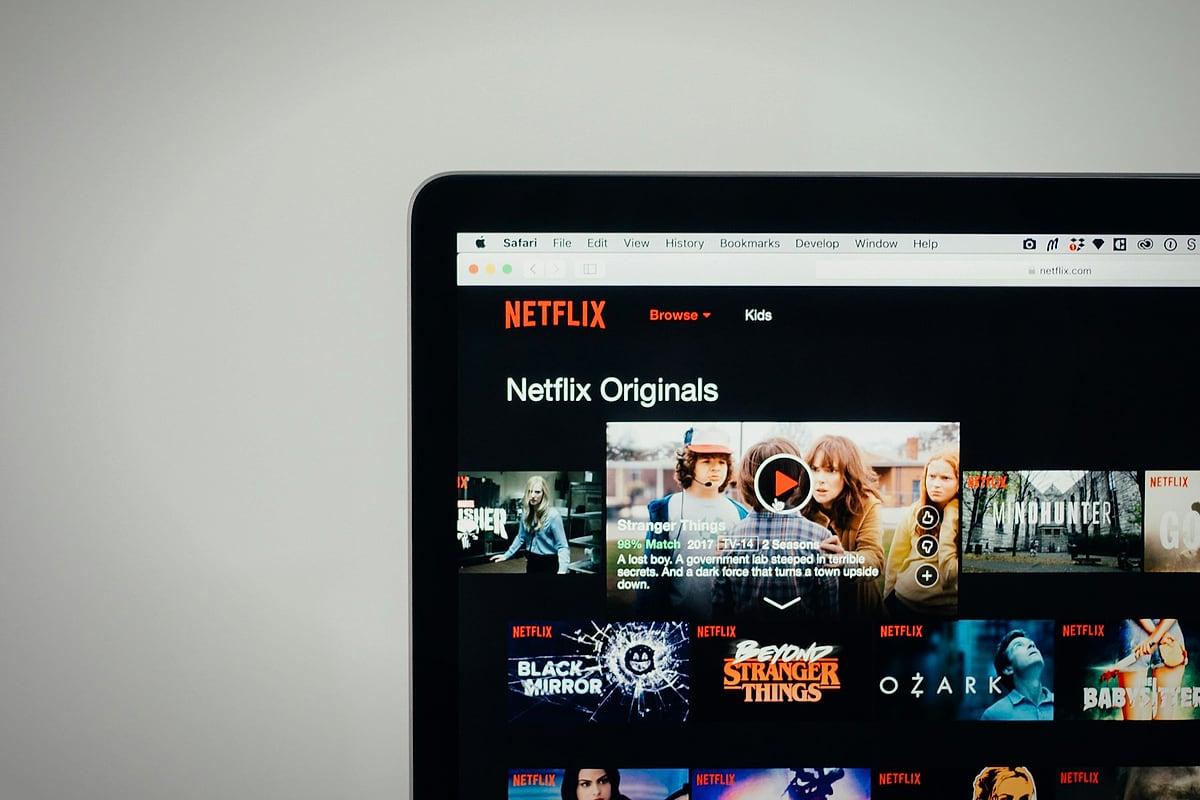 Safari File Edit View History Bookmarks Develop Window Help
netflix.com
NETFLIX Browse Kids
Netflix Originals
Stranger Things
98% Match 2017 TV-14 2 Seasons
A lost boy. A government lab steeped in terrible
secrets. And a dark force that turns a town upside
down.
NETFLIX
MINDHUNTER
NETFLIX
GO
NETFLIX
BLACK
MIRROR
NETFLIX
BEYOND
STRANGER
THINGS
NETFLIX
OZARK
NETFLIX
THE
BABYSITTER
NETFLIX
NETFLIX
NETFLIX
NETFLIX